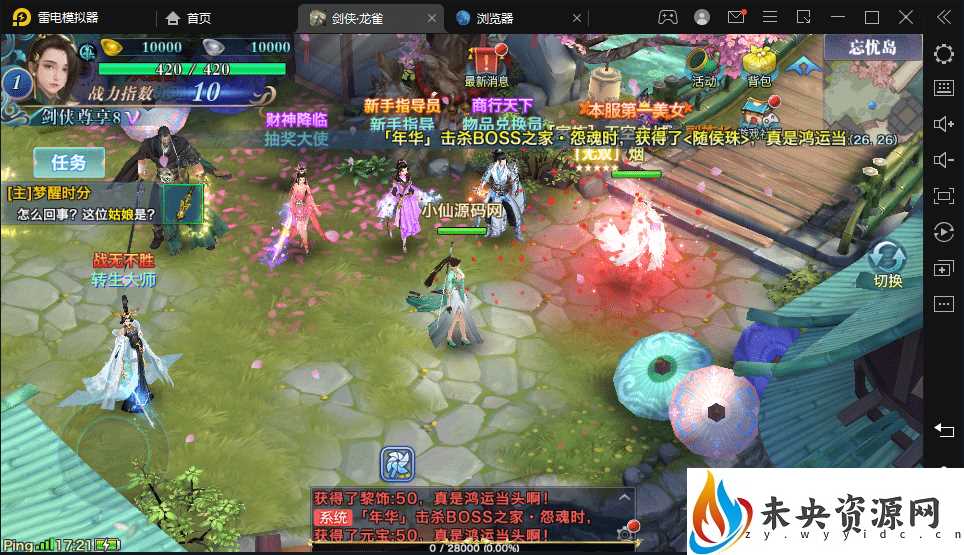 雷电模拟器
首页
剑侠·龙雀
浏览器
10000
10000
420 / 420
1
战力指数 10
剑侠尊享8
任务
[主]梦醒时分
怎么回事？这位姑娘是？
最新消息
活动
背包
忘忧岛
(26, 26)
新手指导员
新手指导
商行天下
物品兑换员
本服第一美女
财神降临
抽奖大使
「年华」击杀BOSS之家·怨魂时，获得了<随侯珠>，真是鸿运当
[无双]烟
小仙源码网
战无不胜
转生大师
切换
获得了黎饰:50，真是鸿运当头啊！
系统 「年华」击杀BOSS之家·怨魂时，
获得了元宝:50，真是鸿运当头啊！
0 / 28000 (0.00%)
Ping 17:21
未央资源网
zy.wyyidc.cn